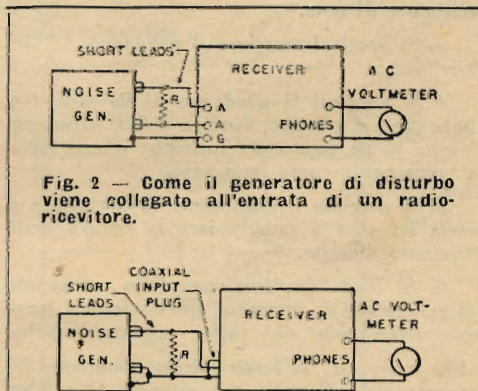 SHORT LEADS
RECEIVER
A C
VOLTMETER
NOISE
GEN.
R
A
A
G
PHONES
Fig. 2 — Come il generatore di disturbo
viene collegato all'entrata di un radio-
ricevitore.
COAXIAL
INPUT
PLUG
SHORT
LEADS
RECEIVER
AC VOLT-
METER
NOISE
GEN.
R
PHONES